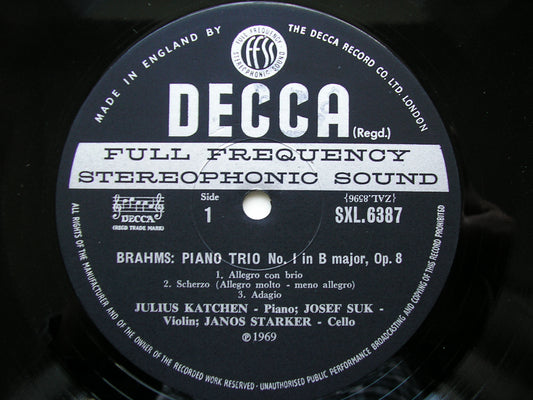 MADE IN ENGLAND BY
THE DECCA RECORD CO. LTD. LONDON
FULL FREQUENCY
ffss
STEREOPHONIC SOUND
DECCA (Regd.)
FULL FREQUENCY
STEREOPHONIC SOUND
DECCA
(REGD TRADE MARK)
Side
1
{ZAL.8596}
SXL.6387
BRAHMS: PIANO TRIO No. 1 in B major, Op. 8
1. Allegro con brio
2. Scherzo (Allegro molto - meno allegro)
3. Adagio
JULIUS KATCHEN - Piano; JOSEF SUK -
Violin; JANOS STARKER - Cello
℗1969
ALL RIGHTS OF THE MANUFACTURER AND OF THE OWNER OF THE RECORDED WORK RESERVED · UNAUTHORISED PUBLIC PERFORMANCE BROADCASTING AND COPYING OF THIS RECORD PROHIBITED